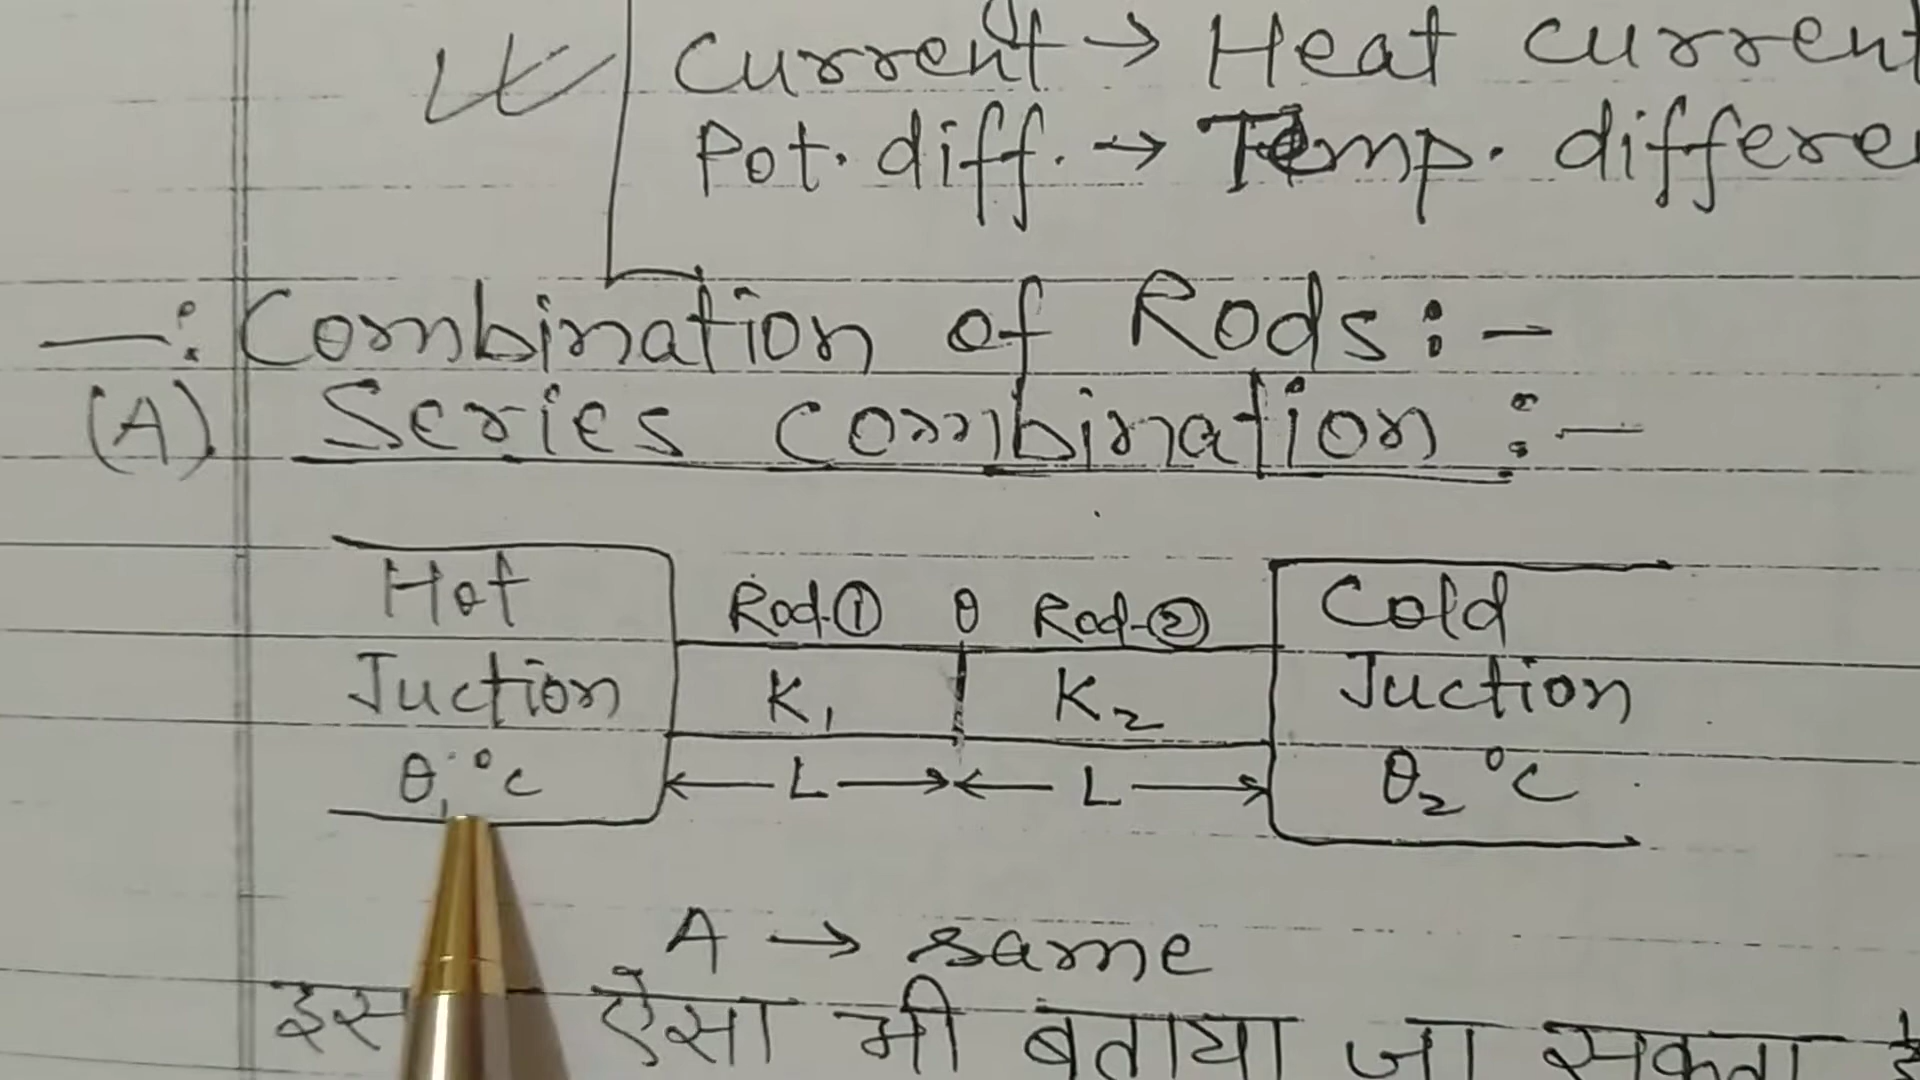 Current → Heat current
Pot. diff. → Temp. differe
—: Combination of Rods :-
(A) Series combination :-
Hot
Juction
θ₁°c
Rod-① θ Rod-②
K₁ K₂
←L→ ←L→
Cold
Juction
θ₂°C
A → same
इस ऐसा भी बताया जा सकता है